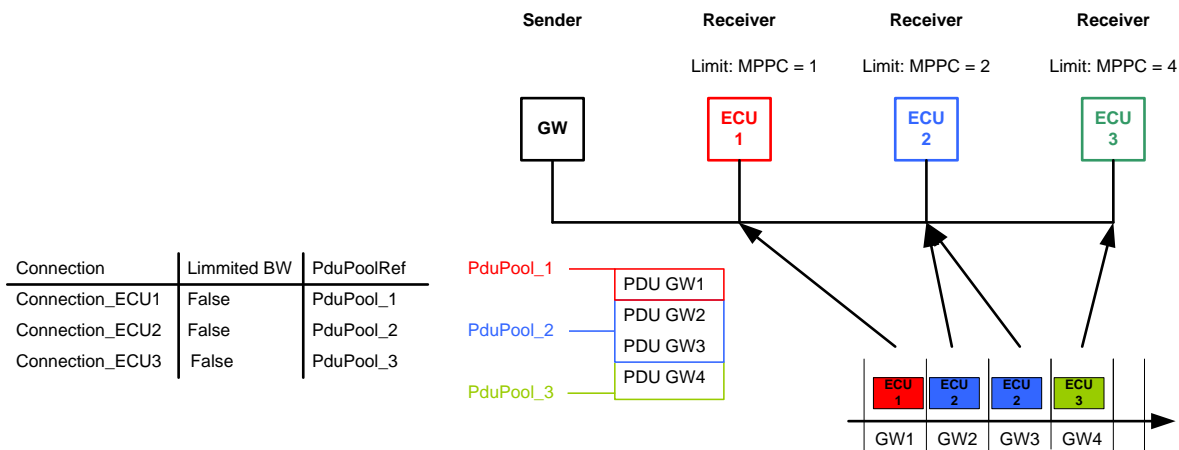 Sender Receiver Receiver Receiver
Limit: MPPC = 1 Limit: MPPC = 2 Limit: MPPC = 4
GW
ECU
1
ECU
2
ECU
3
Connection Limmited BW PduPoolRef
Connection_ECU1 False PduPool_1
Connection_ECU2 False PduPool_2
Connection_ECU3 False PduPool_3
PduPool_1
PduPool_2
PduPool_3
PDU GW1
PDU GW2
PDU GW3
PDU GW4
ECU
1
ECU
2
ECU
2
ECU
3
GW1 GW2 GW3 GW4